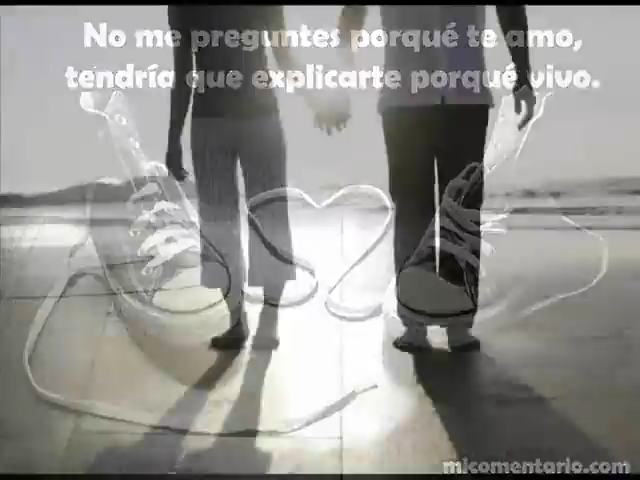 No me preguntes porqué te amo,
tendría que explicarte porqué vivo.
micomentario.com